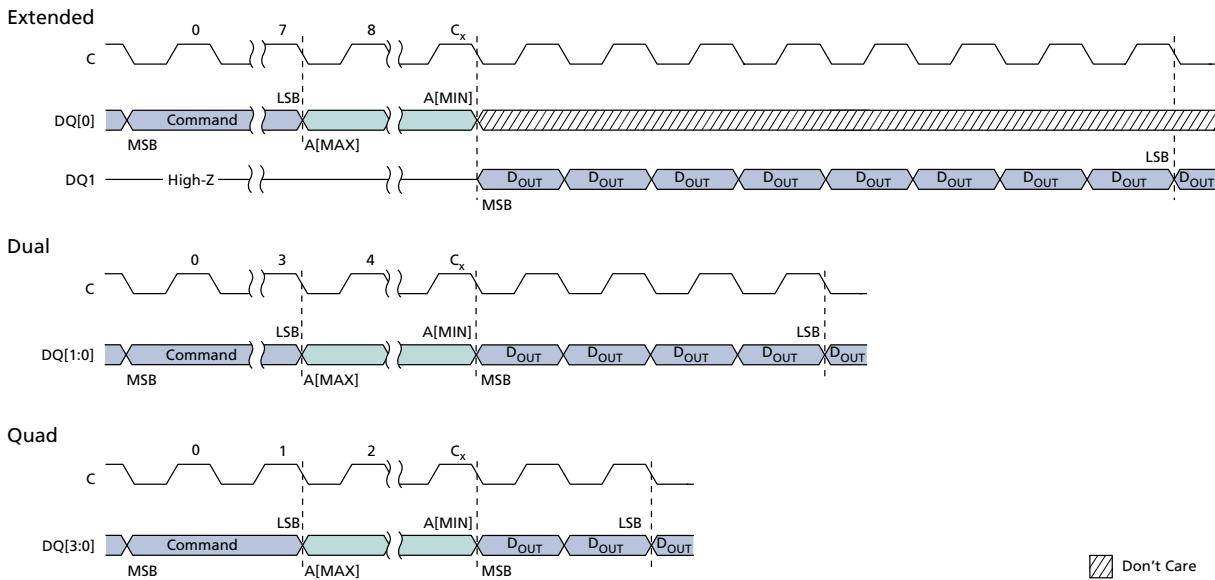 Extended
0 7 8 Cx
C
LSB A[MIN]
DQ[0] Command
MSB A[MAX]
LSB
DQ1 High-Z DOUT DOUT DOUT DOUT DOUT DOUT DOUT DOUT DOUT
MSB
Dual
0 3 4 Cx
C
LSB A[MIN] LSB
DQ[1:0] Command DOUT DOUT DOUT DOUT DOUT
MSB A[MAX] MSB
Quad
0 1 2 Cx
C
LSB A[MIN] LSB
DQ[3:0] Command DOUT DOUT DOUT
MSB A[MAX] MSB
Don't Care